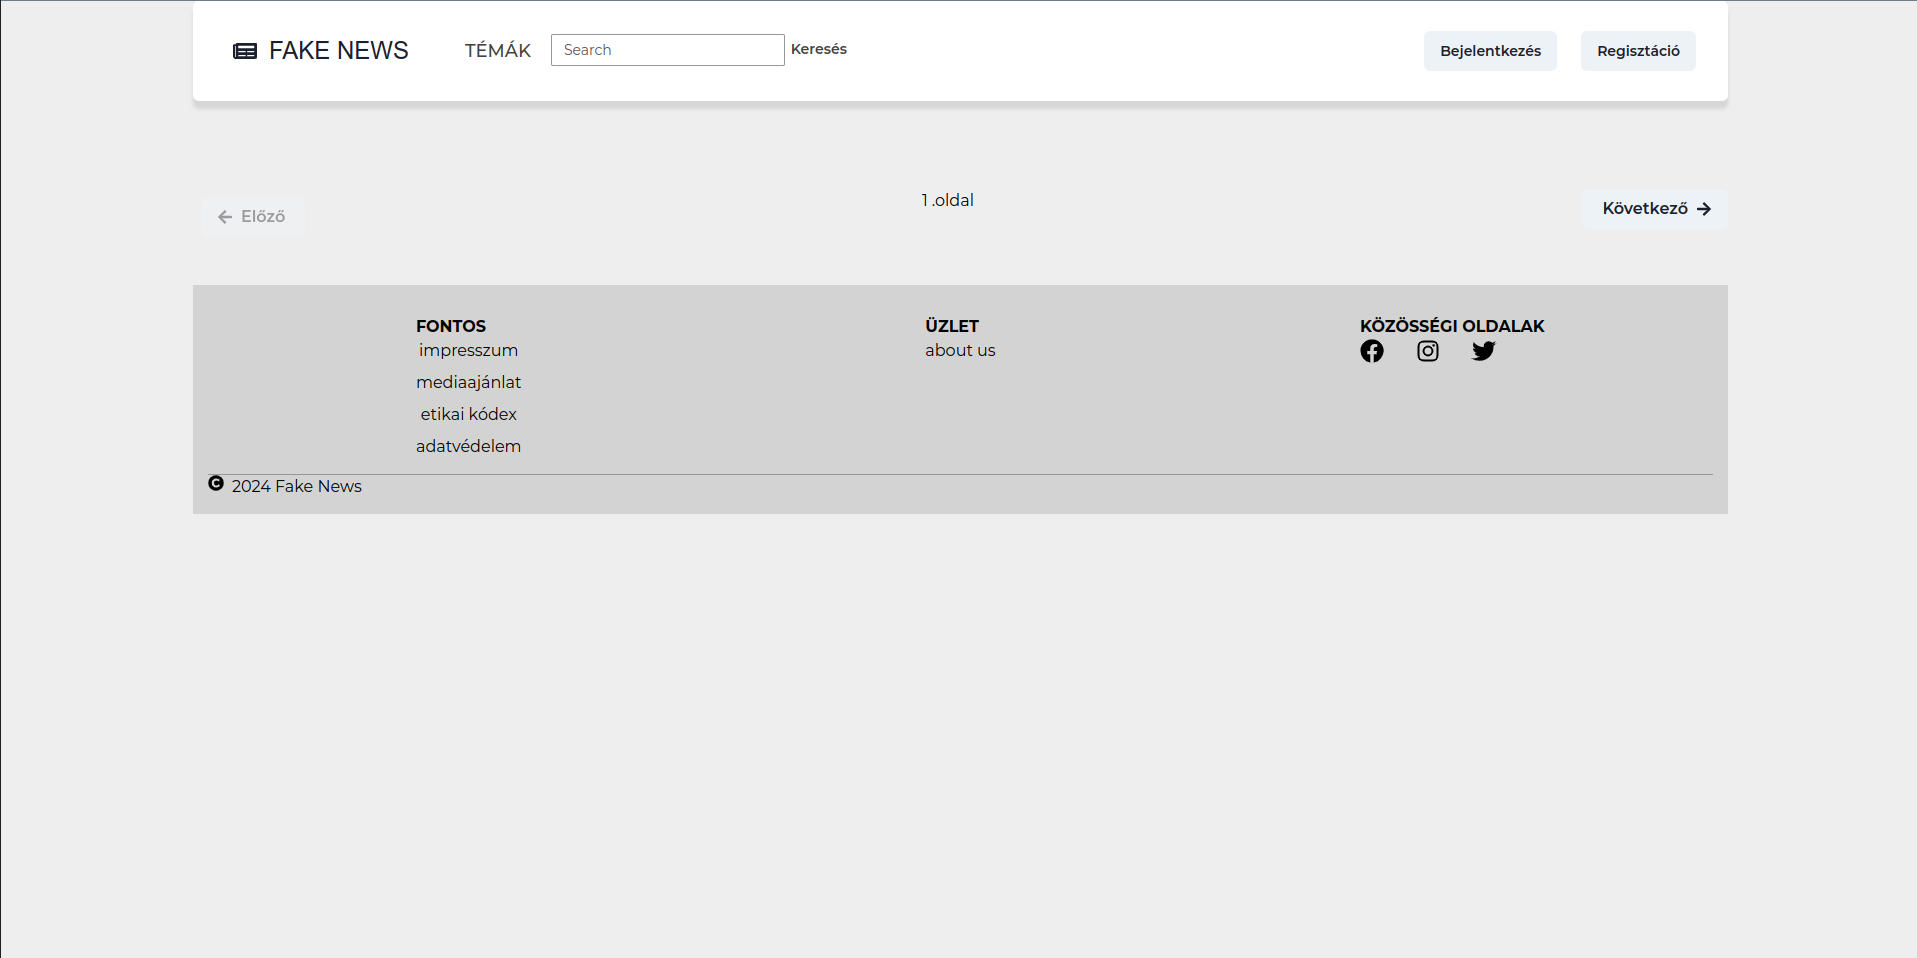 FAKE NEWS TÉMÁK Search Keresés Bejelentkezés Regisztáció
Előző 1 .oldal Következő
FONTOS
impresszum
mediaajánlat
etikai kódex
adatvédelem
ÜZLET
about us
KÖZÖSSÉGI OLDALAK
© 2024 Fake News